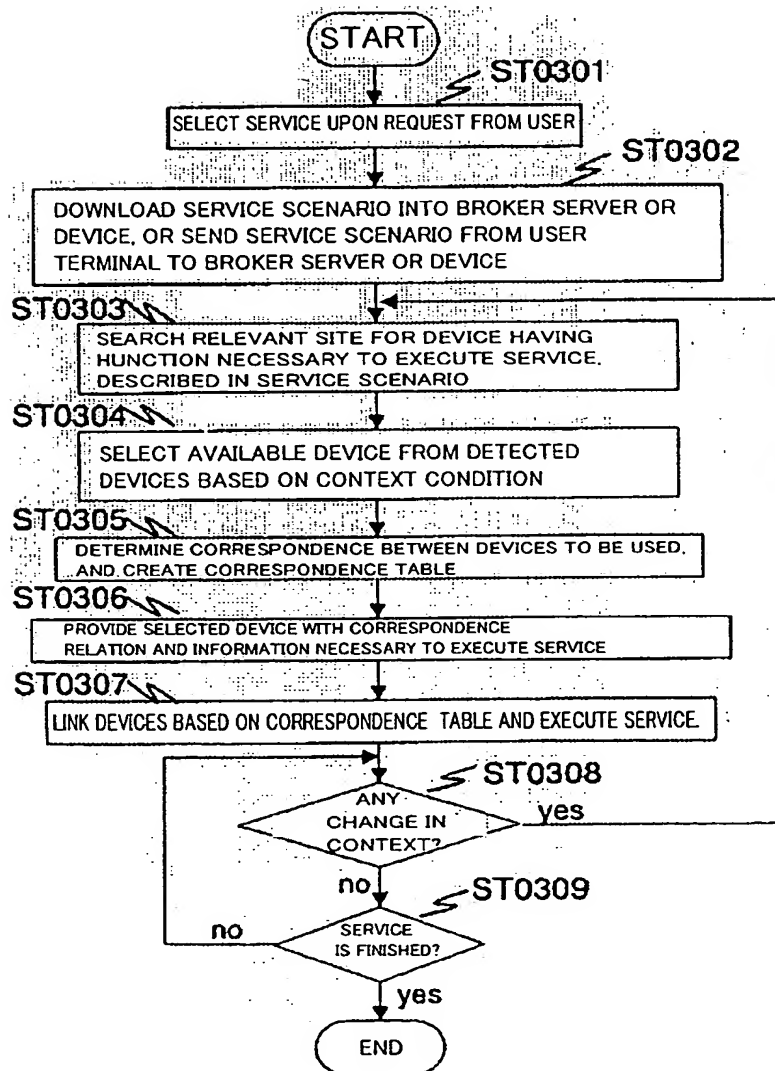 START
ST0301
SELECT SERVICE UPON REQUEST FROM USER
ST0302
DOWNLOAD SERVICE SCENARIO INTO BROKER SERVER OR
DEVICE, OR SEND SERVICE SCENARIO FROM USER
TERMINAL TO BROKER SERVER OR DEVICE
ST0303
SEARCH RELEVANT SITE FOR DEVICE HAVING
HUNCTION NECESSARY TO EXECUTE SERVICE,
DESCRIBED IN SERVICE SCENARIO
ST0304
SELECT AVAILABLE DEVICE FROM DETECTED
DEVICES BASED ON CONTEXT CONDITION
ST0305
DETERMINE CORRESPONDENCE BETWEEN DEVICES TO BE USED,
AND CREATE CORRESPONDENCE TABLE
ST0306
PROVIDE SELECTED DEVICE WITH CORRESPONDENCE
RELATION AND INFORMATION NECESSARY TO EXECUTE SERVICE
ST0307
LINK DEVICES BASED ON CORRESPONDENCE TABLE AND EXECUTE SERVICE.
ST0308
ANY
CHANGE IN
CONTEXT?
yes
no
ST0309
SERVICE
IS FINISHED?
no
yes
END